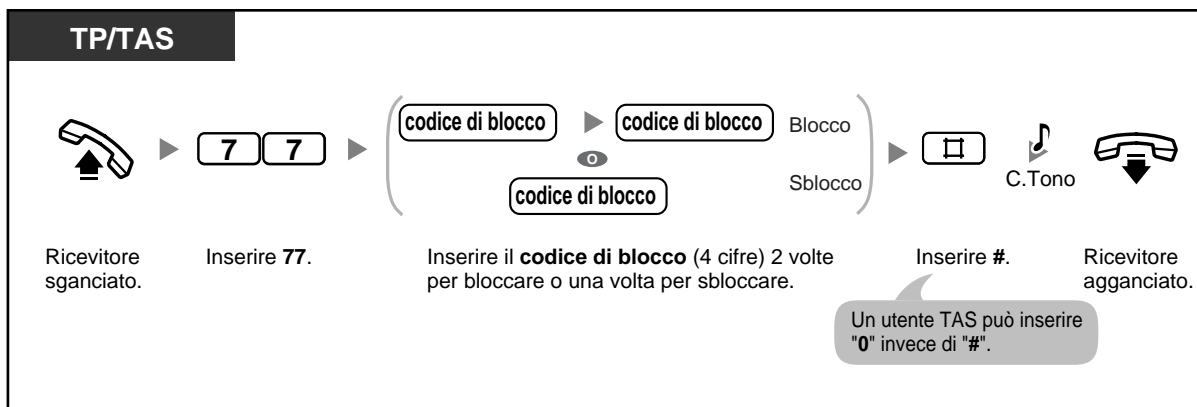 TP/TAS
7 7
codice di blocco codice di blocco Blocco
o
codice di blocco Sblocco
#
C.Tono
Ricevitore
sganciato.
Inserire 77.
Inserire il codice di blocco (4 cifre) 2 volte
per bloccare o una volta per sbloccare.
Inserire #.
Ricevitore
agganciato.
Un utente TAS può inserire
"0" invece di "#".